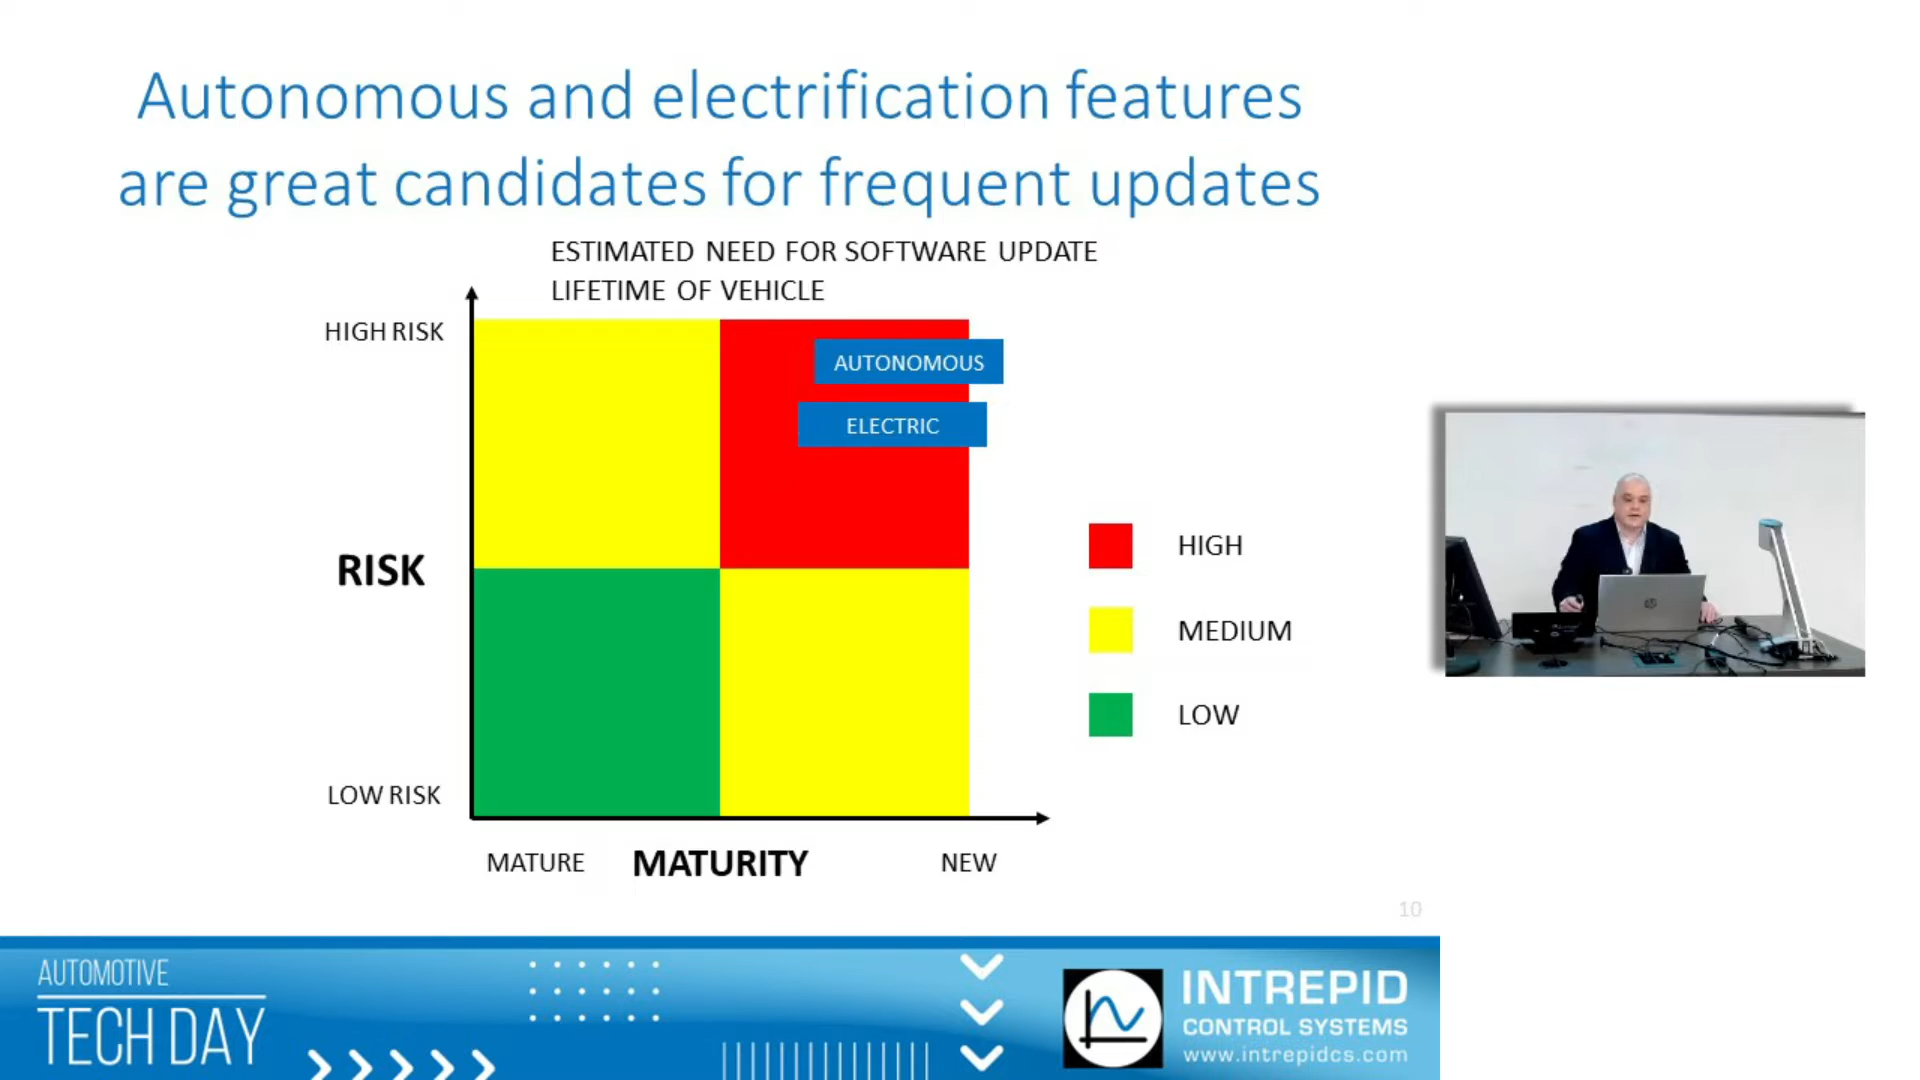 Autonomous and electrification features
are great candidates for frequent updates
ESTIMATED NEED FOR SOFTWARE UPDATE
LIFETIME OF VEHICLE
HIGH RISK
AUTONOMOUS
ELECTRIC
HIGH
RISK
MEDIUM
LOW
LOW RISK
MATURE
MATURITY
NEW
10
AUTOMOTIVE
TECH DAY
INTREPID
CONTROL SYSTEMS
www.intrepidcs.com